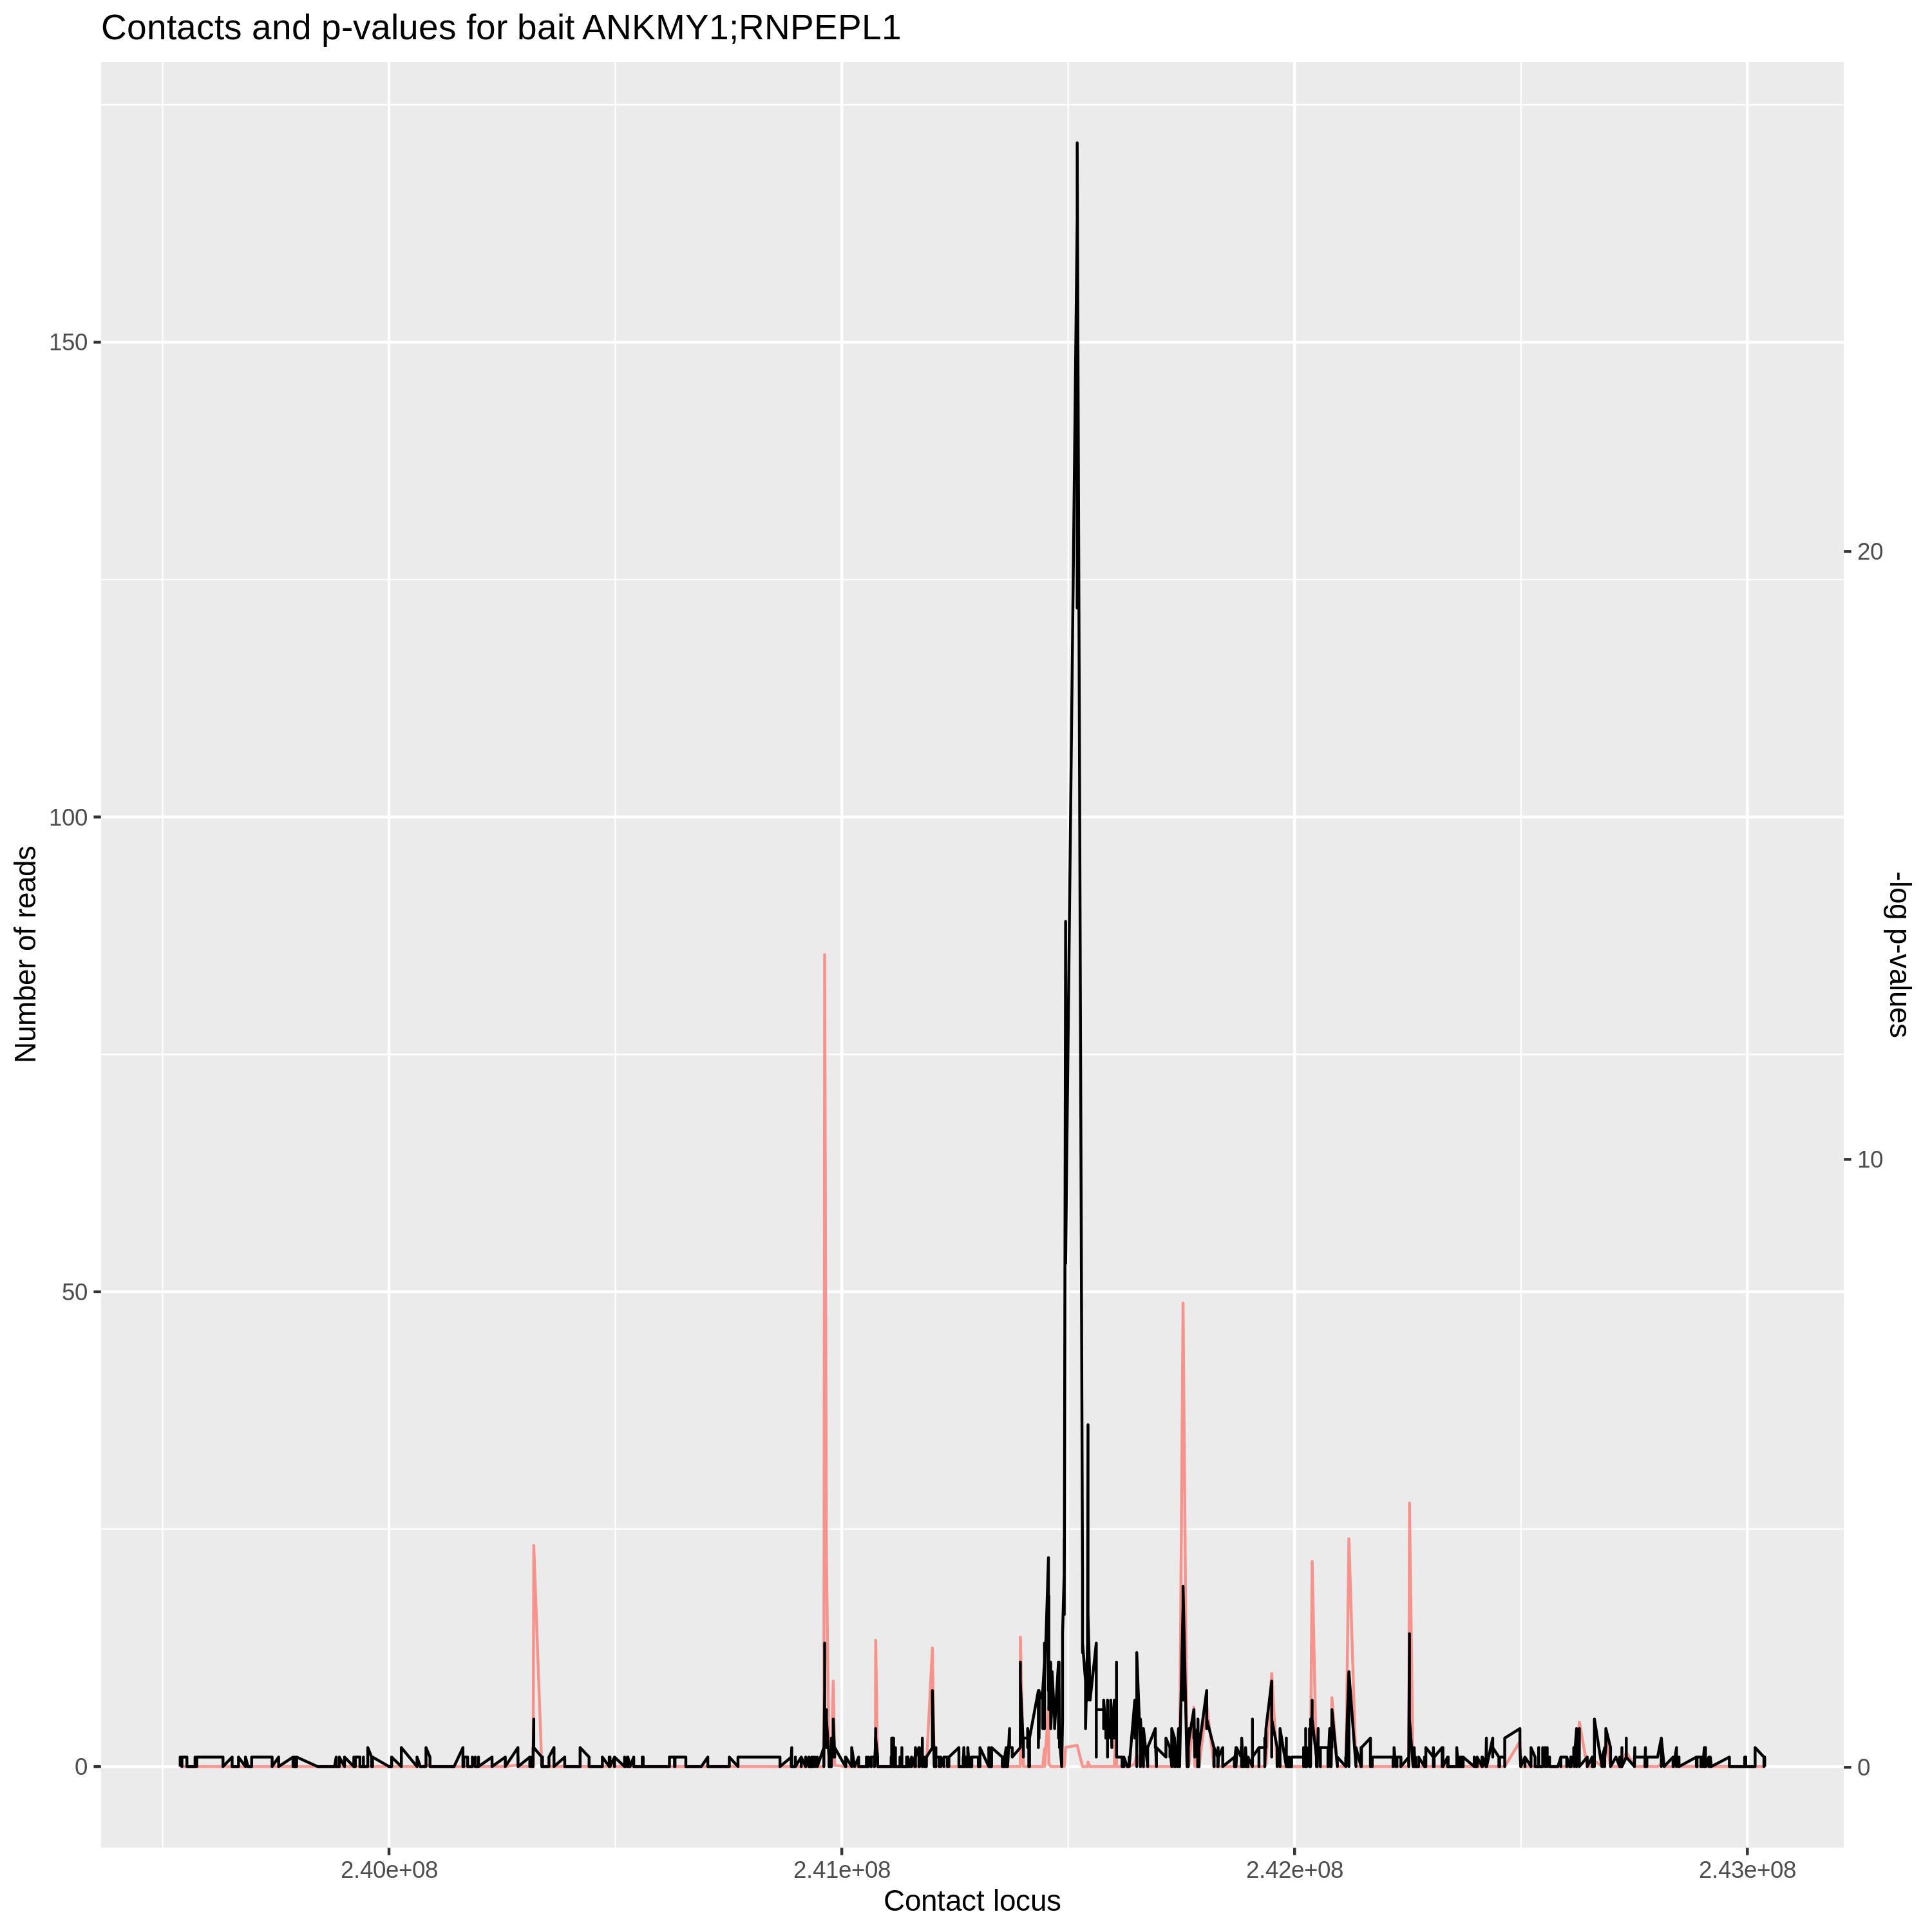 Contacts and p-values for bait ANKMY1;RNPEPL1
150
100
50
0
Number of reads
20
10
0
-log p-values
2.40e+08
2.41e+08
2.42e+08
2.43e+08
Contact locus